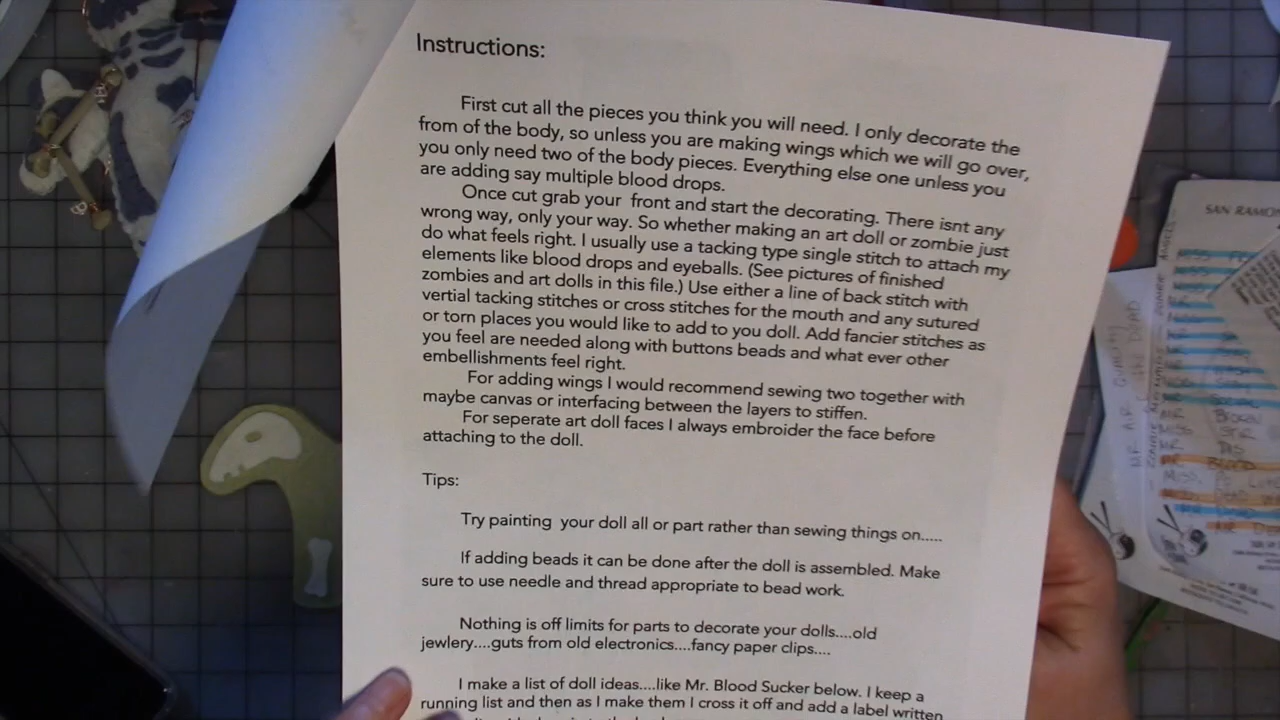 Instructions:
First cut all the pieces you think you will need. I only decorate the
from of the body, so unless you are making wings which we will go over,
you only need two of the body pieces. Everything else one unless you
are adding say multiple blood drops.
Once cut grab your front and start the decorating. There isnt any
wrong way, only your way. So whether making an art doll or zombie just
do what feels right. I usually use a tacking type single stitch to attach my
elements like blood drops and eyeballs. (See pictures of finished
zombies and art dolls in this file.) Use either a line of back stitch with
vertial tacking stitches or cross stitches for the mouth and any sutured
or torn places you would like to add to you doll. Add fancier stitches as
you feel are needed along with buttons beads and what ever other
embellishments feel right.
For adding wings I would recommend sewing two together with
maybe canvas or interfacing between the layers to stiffen.
For seperate art doll faces I always embroider the face before
attaching to the doll.
Tips:
Try painting your doll all or part rather than sewing things on.....
If adding beads it can be done after the doll is assembled. Make
sure to use needle and thread appropriate to bead work.
Nothing is off limits for parts to decorate your dolls....old
jewlery....guts from old electronics....fancy paper clips....
I make a list of doll ideas....like Mr. Blood Sucker below. I keep a
running list and then as I make them I cross it off and add a label written
SAN RAMO